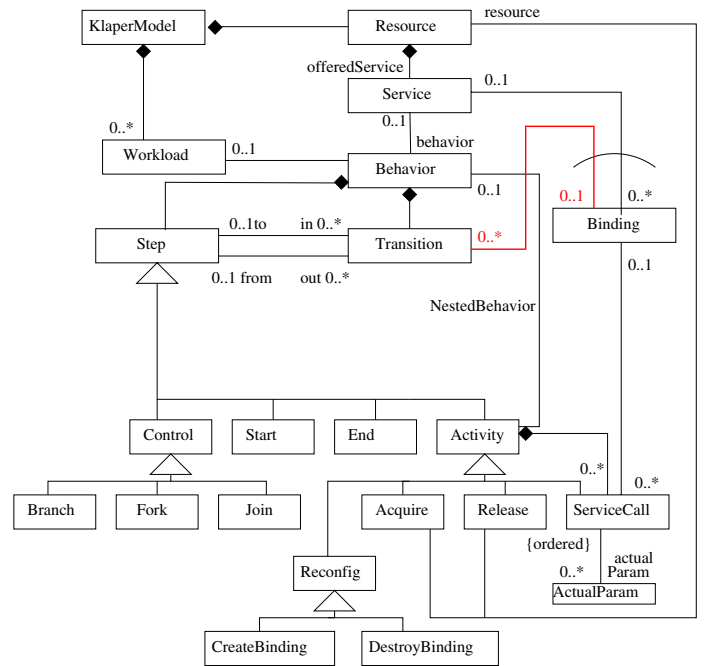 resource
KlaperModel
Resource
offeredService
0..1
Service
0..1
0..*
behavior
Workload
0..1
Behavior
0..1
0..1
0..*
Binding
0..1to
in 0..*
Step
Transition
0..*
0..1
0..1 from
out 0..*
NestedBehavior
Control
Start
End
Activity
0..*
0..*
Branch
Fork
Join
Acquire
Release
ServiceCall
{ordered}
actual
Param
0..*
Reconfig
ActualParam
CreateBinding
DestroyBinding